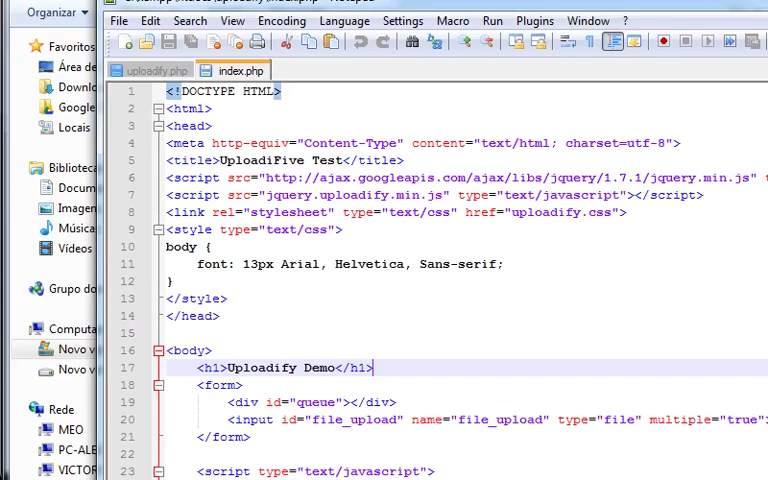 Organizar
Favoritos
Área de
Downlo
Google
Locais
Biblioteca
Docum
Imagen
Música
Vídeos
Grupo do
Computa
Novo v
Novo v
Rede
MEO
PC-ALE
VICTOR
File Edit Search View Encoding Language Settings Macro Run Plugins Window ?
uploadify.php index.php
1 <!DOCTYPE HTML>
2 <html>
3 <head>
4 <meta http-equiv="Content-Type" content="text/html; charset=utf-8">
5 <title>UploadiFive Test</title>
6 <script src="http://ajax.googleapis.com/ajax/libs/jquery/1.7.1/jquery.min.js" t
7 <script src="jquery.uploadify.min.js" type="text/javascript"></script>
8 <link rel="stylesheet" type="text/css" href="uploadify.css">
9 <style type="text/css">
10 body {
11 font: 13px Arial, Helvetica, Sans-serif;
12 }
13 </style>
14 </head>
15
16 <body>
17 <h1>Uploadify Demo</h1>
18 <form>
19 <div id="queue"></div>
20 <input id="file_upload" name="file_upload" type="file" multiple="true">
21 </form>
22
23 <script type="text/javascript">